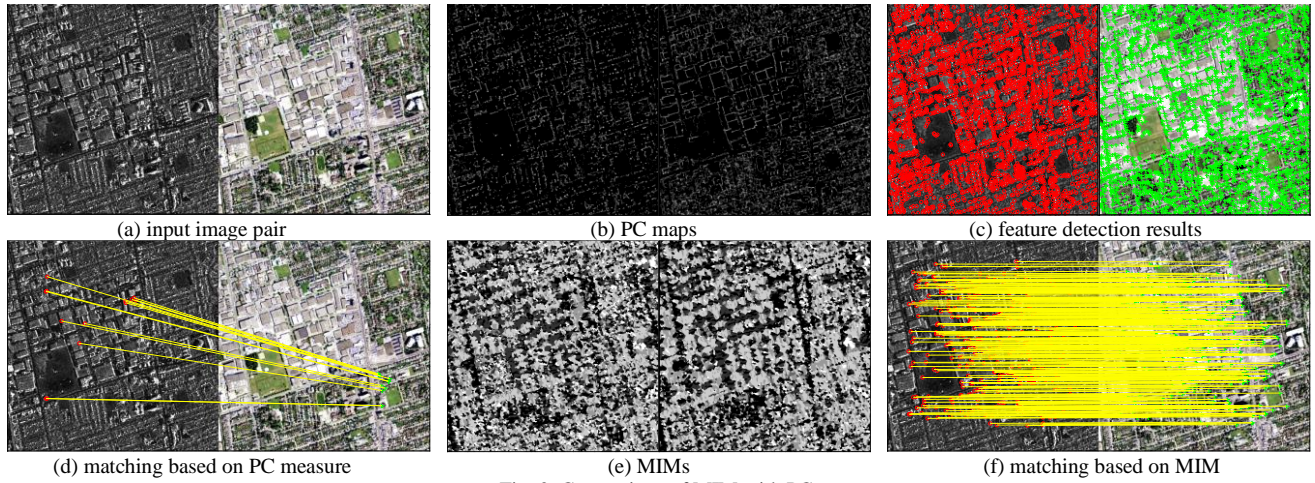 (a) input image pair
(b) PC maps
(c) feature detection results
(d) matching based on PC measure
(e) MIMs
(f) matching based on MIM